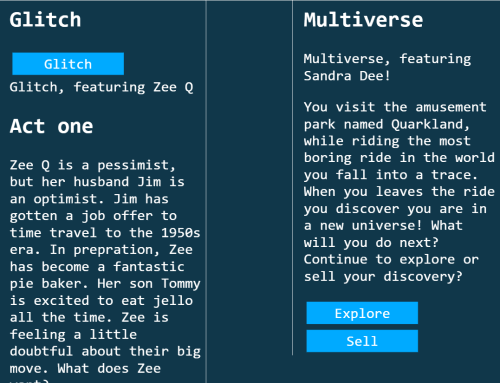 Glitch
Glitch
Glitch, featuring Zee Q
Act one
Zee Q is a pessimist,
but her husband Jim is
an optimist. Jim has
gotten a job offer to
time travel to the 1950s
era. In prepration, Zee
has become a fantastic
pie baker. Her son Tommy
is excited to eat jello
all the time. Zee is
feeling a little
doubtful about their big
move. What does Zee
want?
Multiverse
Multiverse, featuring
Sandra Dee!
You visit the amusement
park named Quarkland,
while riding the most
boring ride in the world
you fall into a trace.
When you leaves the ride
you discover you are in
a new universe! What
will you do next?
Continue to explore or
sell your discovery?
Explore
Sell